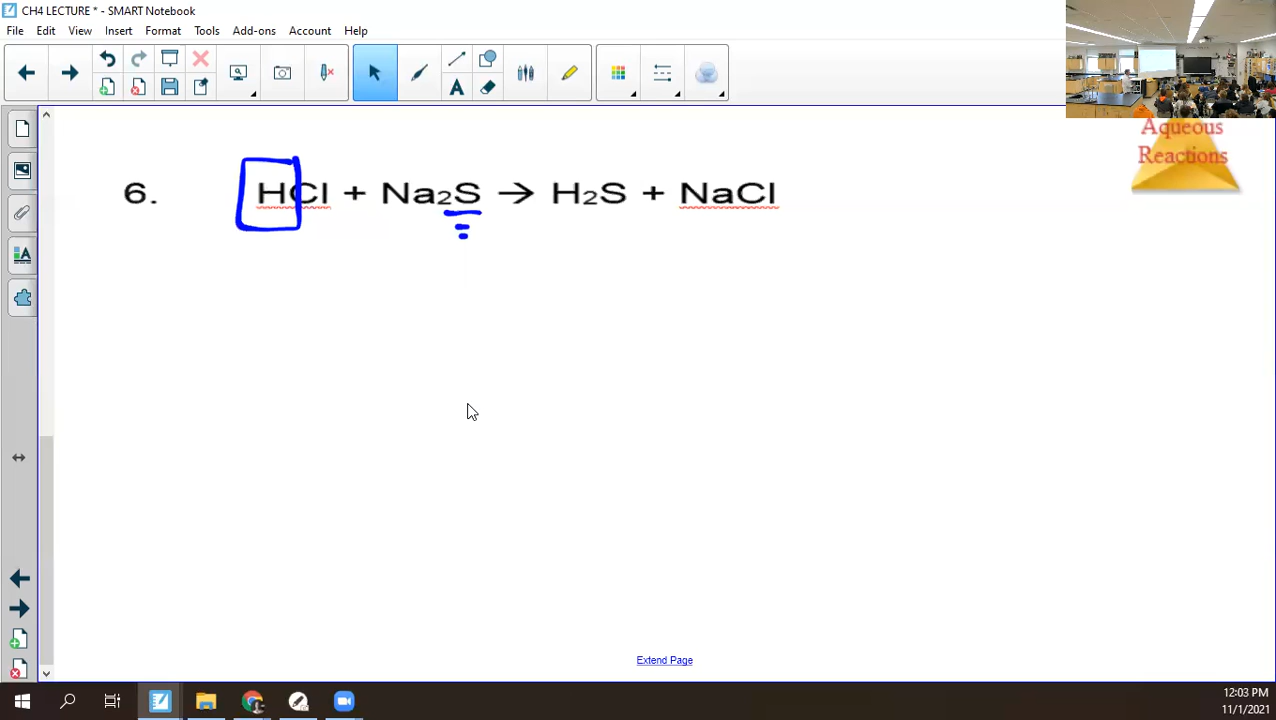 CH4 LECTURE * - SMART Notebook
File Edit View Insert Format Tools Add-ons Account Help
Aqueous
Reactions
6. HCl + Na₂S → H₂S + NaCl
Extend Page
12:03 PM
11/1/2021